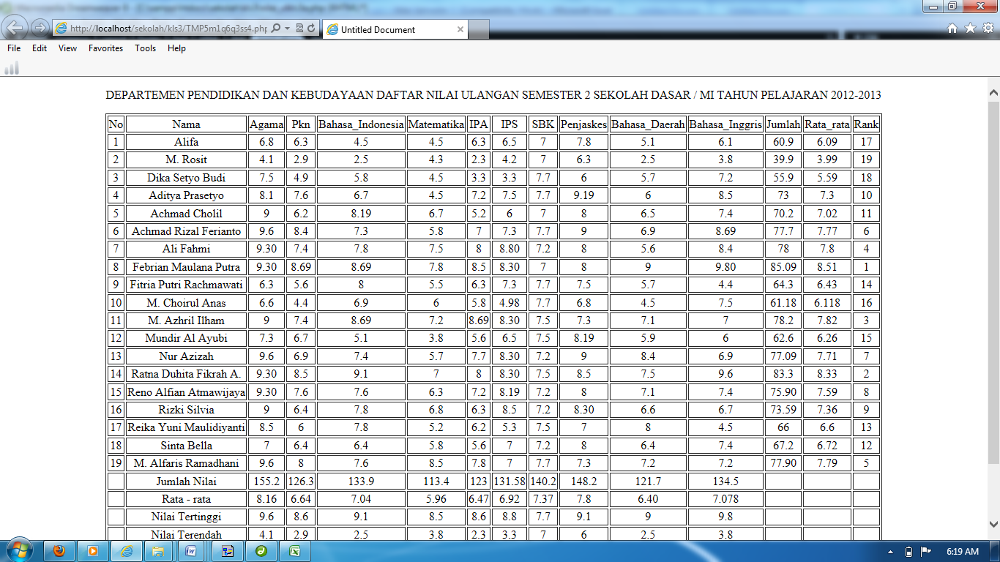 http://localhost/sekolah/kls3/TMP5m1q6q3ss4.php
Untitled Document
File Edit View Favorites Tools Help
DEPARTEMEN PENDIDIKAN DAN KEBUDAYAAN DAFTAR NILAI ULANGAN SEMESTER 2 SEKOLAH DASAR / MI TAHUN PELAJARAN 2012-2013
No Nama Agama Pkn Bahasa_Indonesia Matematika IPA IPS SBK Penjaskes Bahasa_Daerah Bahasa_Inggris Jumlah Rata_rata Rank
1 Alifa 6.8 6.3 4.5 4.5 6.3 6.5 7 7.8 5.1 6.1 60.9 6.09 17
2 M. Rosit 4.1 2.9 2.5 4.3 2.3 4.2 7 6.3 2.5 3.8 39.9 3.99 19
3 Dika Setyo Budi 7.5 4.9 5.8 4.5 3.3 3.3 7.7 6 5.7 7.2 55.9 5.59 18
4 Aditya Prasetyo 8.1 7.6 6.7 4.5 7.2 7.5 7.7 9.19 6 8.5 73 7.3 10
5 Achmad Cholil 9 6.2 8.19 6.7 5.2 6 7 8 6.5 7.4 70.2 7.02 11
6 Achmad Rizal Ferianto 9.6 8.4 7.3 5.8 7 7.3 7.7 9 6.9 8.69 77.7 7.77 6
7 Ali Fahmi 9.30 7.4 7.8 7.5 8 8.80 7.2 8 5.6 8.4 78 7.8 4
8 Febrian Maulana Putra 9.30 8.69 8.69 7.8 8.5 8.30 7 8 9 9.80 85.09 8.51 1
9 Fitria Putri Rachmawati 6.3 5.6 8 5.5 6.3 7.3 7.7 7.5 5.7 4.4 64.3 6.43 14
10 M. Choirul Anas 6.6 4.4 6.9 6 5.8 4.98 7.7 6.8 4.5 7.5 61.18 6.118 16
11 M. Azhril Ilham 9 7.4 8.69 7.2 8.69 8.30 7.5 7.3 7.1 7 78.2 7.82 3
12 Mundir Al Ayubi 7.3 6.7 5.1 3.8 5.6 6.5 7.5 8.19 5.9 6 62.6 6.26 15
13 Nur Azizah 9.6 6.9 7.4 5.7 7.7 8.30 7.2 9 8.4 6.9 77.09 7.71 7
14 Ratna Duhita Fikrah A. 9.30 8.5 9.1 7 8 8.30 7.5 8.5 7.5 9.6 83.3 8.33 2
15 Reno Alfian Atmawijaya 9.30 7.6 7.6 6.3 7.2 8.19 7.2 8 7.1 7.4 75.90 7.59 8
16 Rizki Silvia 9 6.4 7.8 6.8 6.3 8.5 7.2 8.30 6.6 6.7 73.59 7.36 9
17 Reika Yuni Maulidiyanti 8.5 6 7.8 5.2 6.2 5.3 7.5 7 8 4.5 66 6.6 13
18 Sinta Bella 7 6.4 6.4 5.8 5.6 7 7.2 8 6.4 7.4 67.2 6.72 12
19 M. Alfaris Ramadhani 9.6 8 7.6 8.5 7.8 7 7.7 7.3 7.2 7.2 77.90 7.79 5
Jumlah Nilai 155.2 126.3 133.9 113.4 123 131.58 140.2 148.2 121.7 134.5
Rata - rata 8.16 6.64 7.04 5.96 6.47 6.92 7.37 7.8 6.40 7.078
Nilai Tertinggi 9.6 8.6 9.1 8.5 8.6 8.8 7.7 9.1 9 9.8
Nilai Terendah 4.1 2.9 2.5 3.8 2.3 3.3 7 6 2.5 3.8
6:19 AM